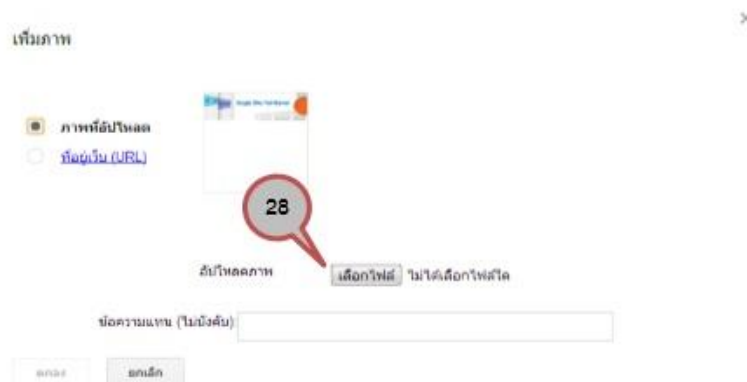 เพิ่มภาพ
ภาพที่อัปโหลด
ที่อยู่เว็บ (URL)
28
อัปโหลดภาพ
เลือกไฟล์ ไม่ได้เลือกไฟล์ใด
ข้อความแทน (ไม่บังคับ):
ตกลง ยกเลิก